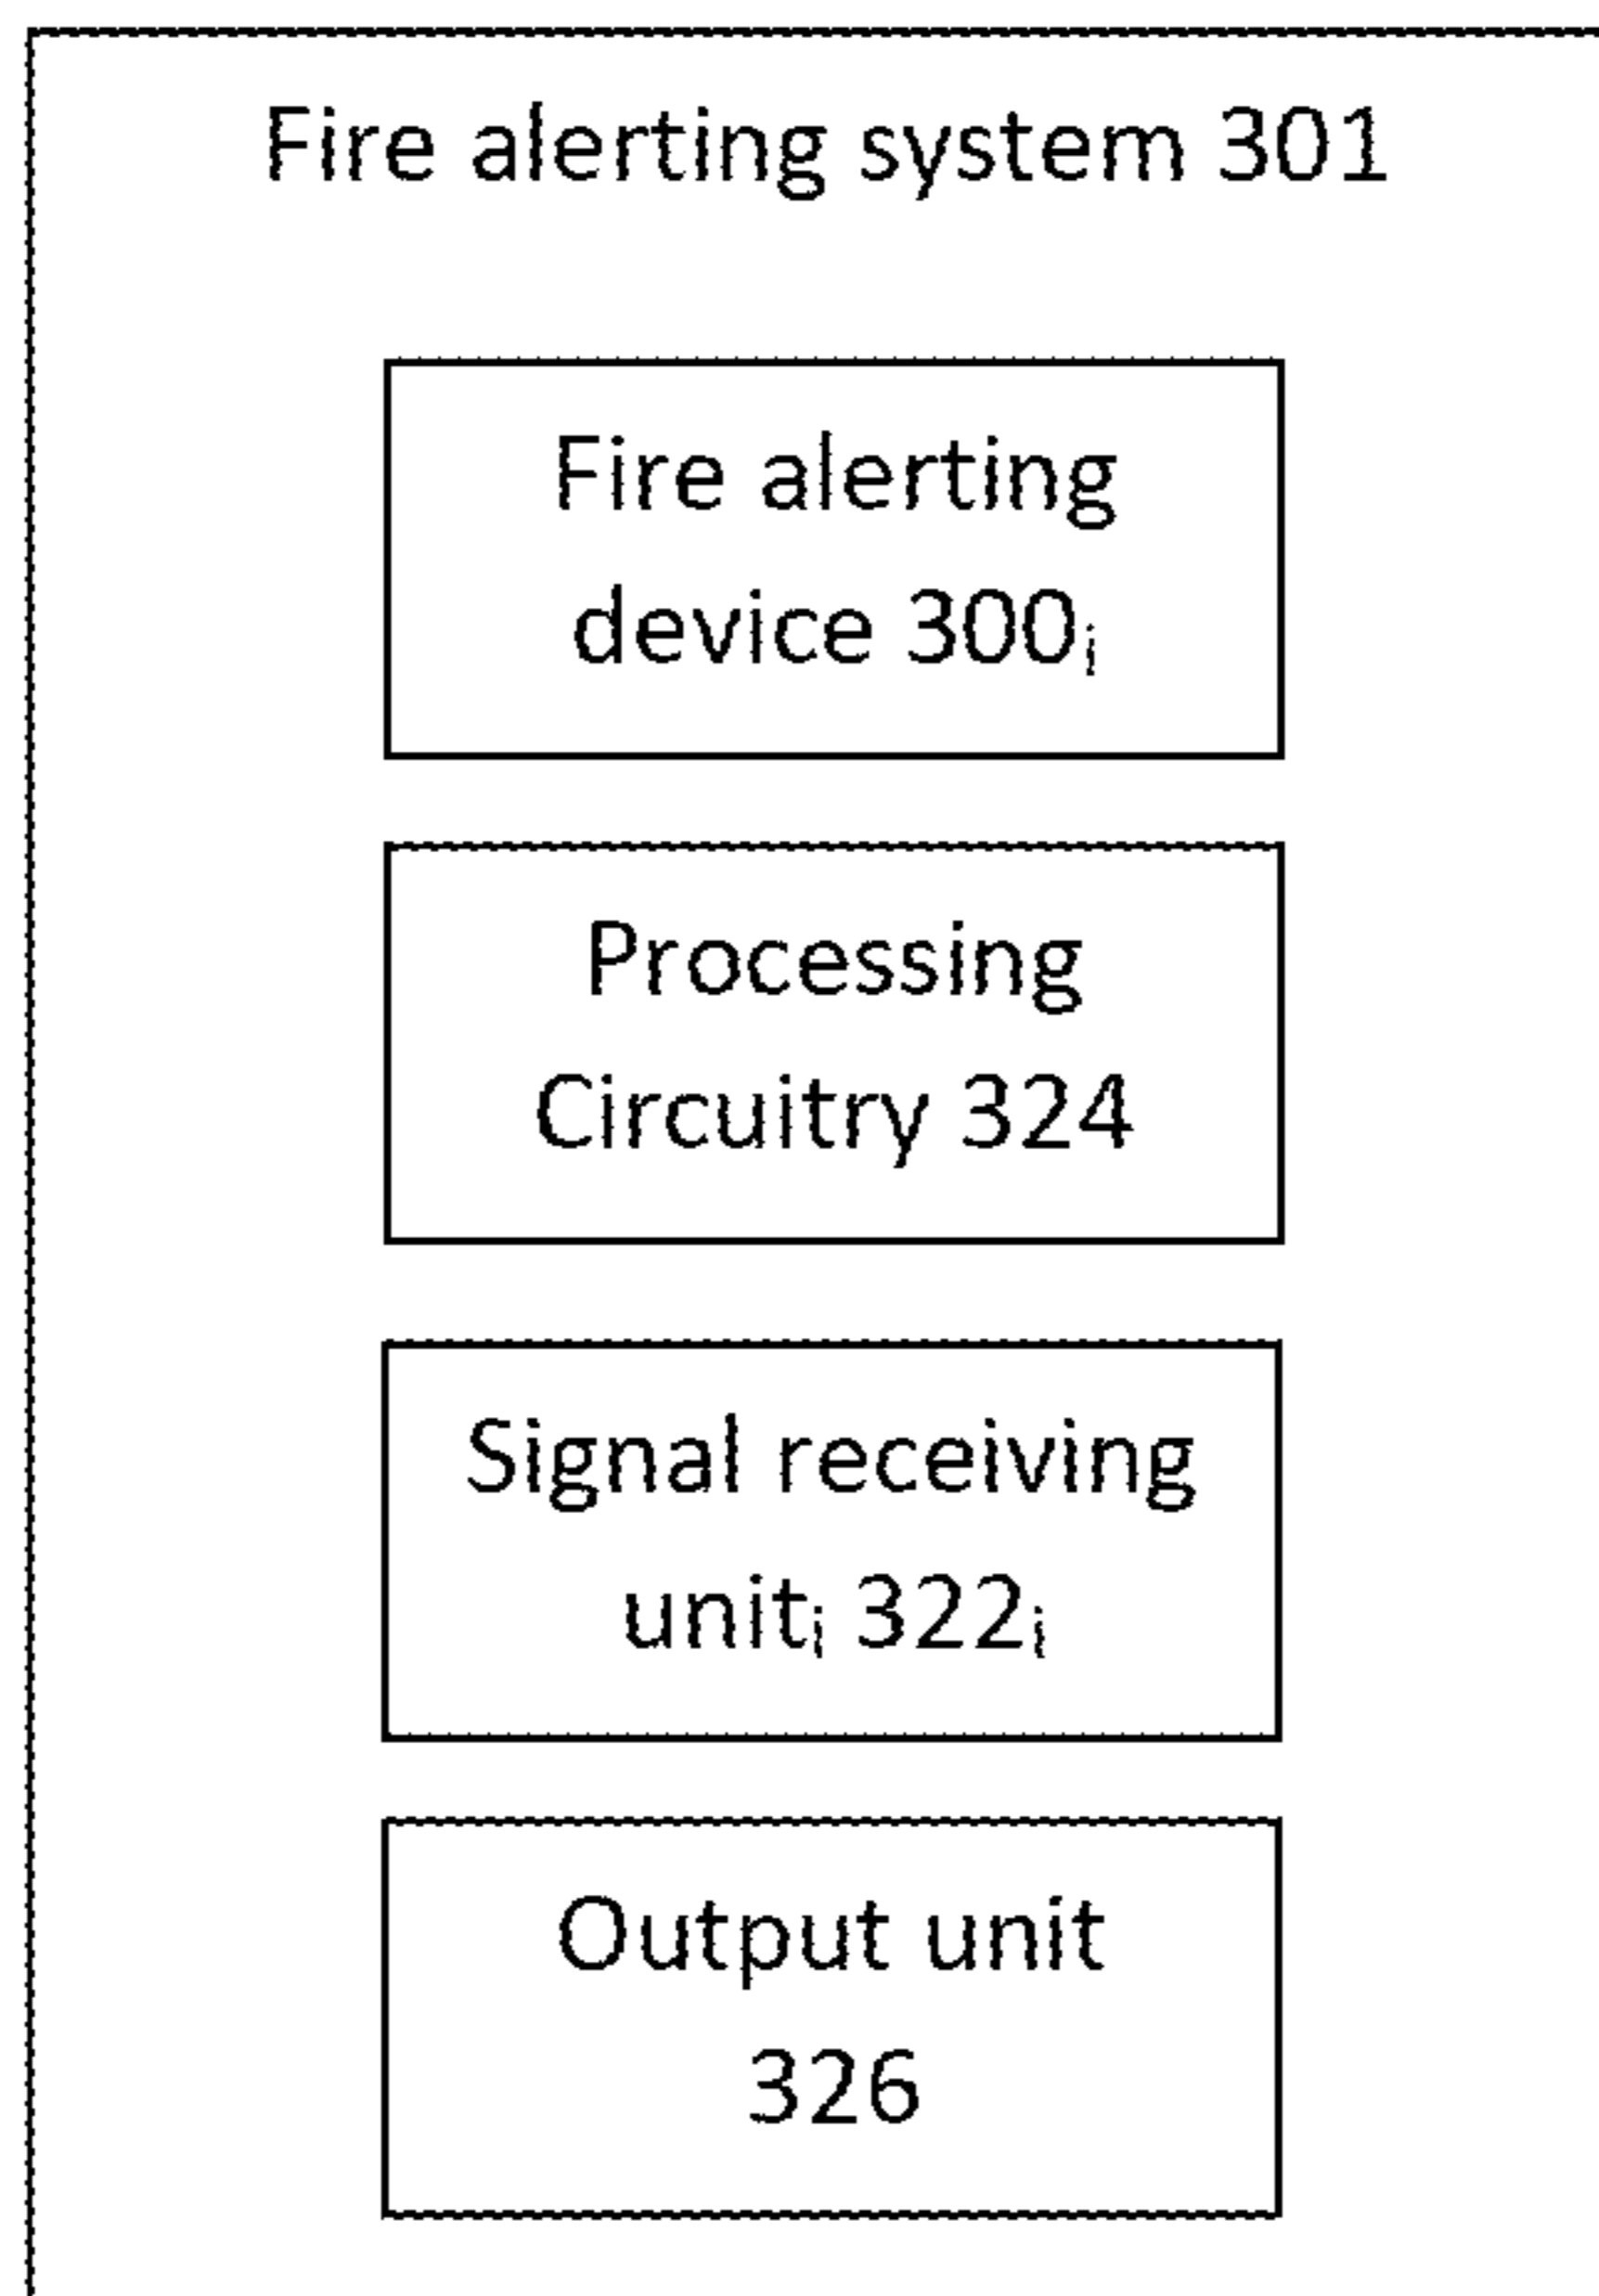 Fire alerting system 301
Fire alerting
device 300ᵢ
Processing
Circuitry 324
Signal receiving
unitᵢ 322ᵢ
Output unit
326